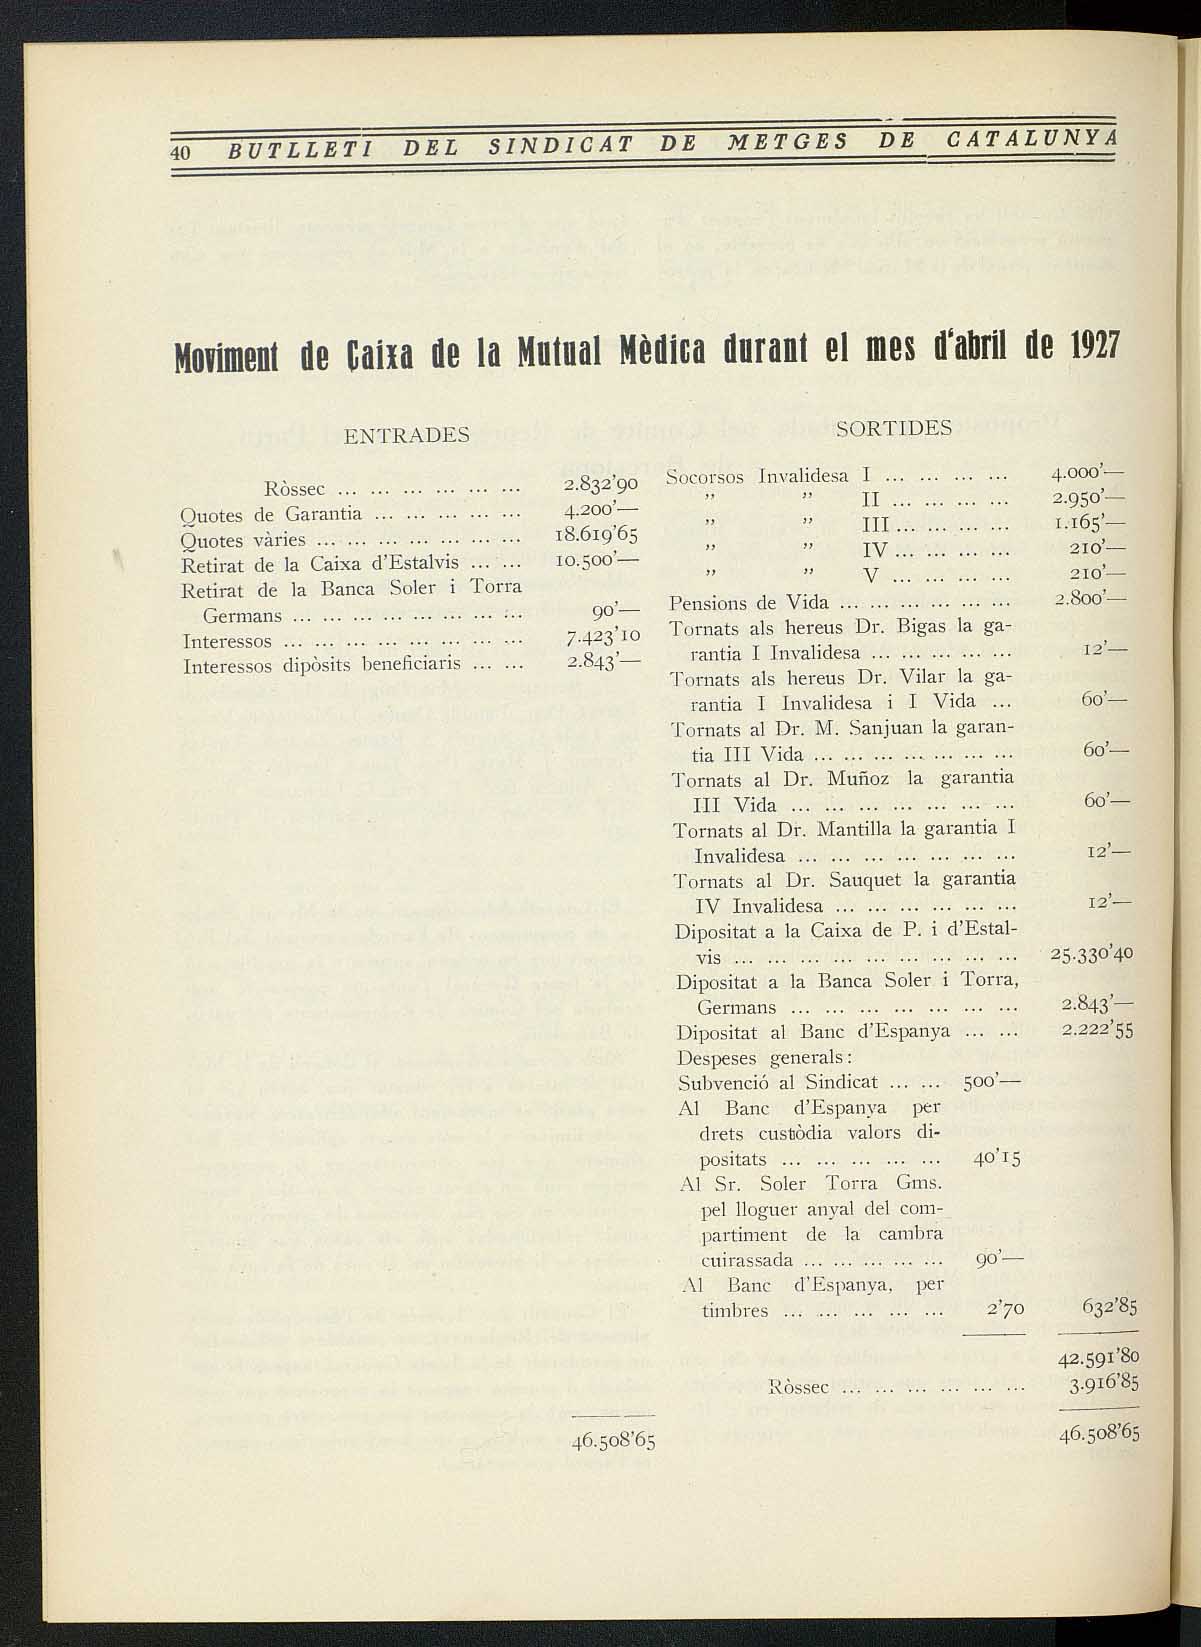 40 BUTLLETI DEL SINDICAT DE METGES DE CATALUNYA
Moviment de Caixa de la Mutual Mèdica durant el mes d'abril de 1927
ENTRADES
Ròssec ... ... ... ... ... ... 2.832'90
Quotes de Garantia ... ... ... ... ... 4.200'—
Quotes vàries ... ... ... ... ... ... ... 18.619'65
Retirat de la Caixa d'Estalvis ... ... 10.500'—
Retirat de la Banca Soler i Torra
Germans ... ... ... ... ... ... ... ... 90'—
Interessos ... ... ... ... ... ... ... ... 7.423'10
Interessos dipòsits beneficiaris ... ... 2.843'—
46.508'65
SORTIDES
Socorsos Invalidesa I ... ... ... ... 4.000'—
" " II ... ... ... ... 2.950'—
" " III ... ... ... ... 1.165'—
" " IV ... ... ... ... 210'—
" " V ... ... ... ... 210'—
Pensions de Vida ... ... ... ... ... ... 2.800'—
Tornats als hereus Dr. Bigas la ga-
rantia I Invalidesa ... ... ... ... ... 12'—
Tornats als hereus Dr. Vilar la ga-
rantia I Invalidesa i I Vida ... 60'—
Tornats al Dr. M. Sanjuan la garan-
tia III Vida ... ... ... ... ... ... ... 60'—
Tornats al Dr. Muñoz la garantia
III Vida ... ... ... ... ... ... ... 60'—
Tornats al Dr. Mantilla la garantia I
Invalidesa ... ... ... ... ... ... ... 12'—
Tornats al Dr. Sauquet la garantia
IV Invalidesa ... ... ... ... ... ... 12'—
Dipositat a la Caixa de P. i d'Estal-
vis ... ... ... ... ... ... ... ... ... 25.330'40
Dipositat a la Banca Soler i Torra,
Germans ... ... ... ... ... ... ... 2.843'—
Dipositat al Banc d'Espanya ... ... 2.222'55
Despeses generals:
Subvenció al Sindicat ... ... 500'—
Al Banc d'Espanya per
drets custòdia valors di-
positats ... ... ... ... ... 40'15
Al Sr. Soler Torra Gms.
pel lloguer anyal del com-
partiment de la cambra
cuirassada ... ... ... ... ... 90'—
Al Banc d'Espanya, per
timbres ... ... ... ... ... 2'70 632'85
42.591'80
Ròssec ... ... ... ... ... ... 3.916'85
46.508'65